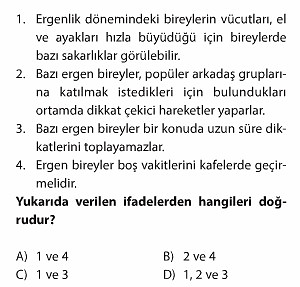 1. Ergenlik dönemindeki bireylerin vücutları, el
ve ayakları hızla büyüdüğü için bireylerde
bazı sakarlıklar görülebilir.
2. Bazı ergen bireyler, popüler arkadaş grupları-
na katılmak istedikleri için bulundukları
ortamda dikkat çekici hareketler yaparlar.
3. Bazı ergen bireyler bir konuda uzun süre dik-
katlerini toplayamazlar.
4. Ergen bireyler boş vakitlerini kafelerde geçir-
melidir.
Yukarıda verilen ifadelerden hangileri doğ-
rudur?
A) 1 ve 4 B) 2 ve 4
C) 1 ve 3 D) 1, 2 ve 3